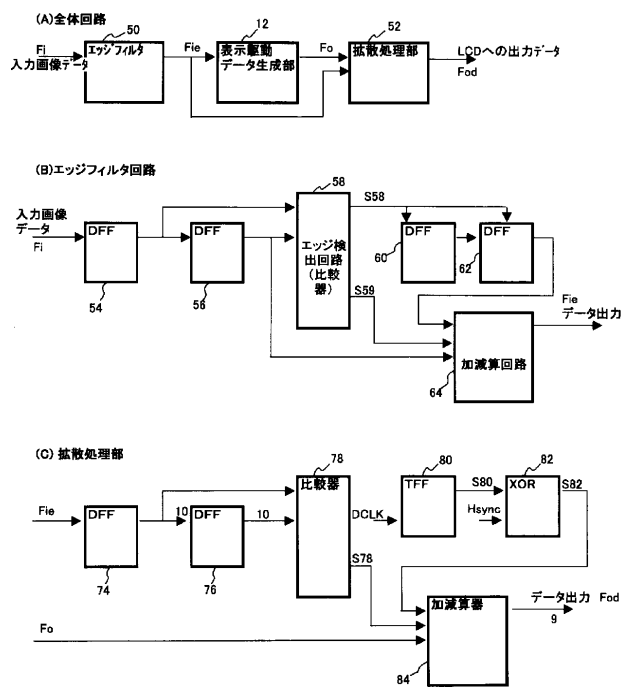 (A)全体回路
50
12
52
Fi
入力画像データ
エッジフィルタ
Fie
表示駆動
データ生成部
Fo
拡散処理部
LCDへの出力データ
Fod
(B)エッジフィルタ回路
58
S58
入力画像
データ
Fi
DFF
54
DFF
56
エッジ検
出回路
(比較
器)
S59
DFF
60
DFF
62
Fie
データ出力
加減算回路
64
(C) 拡散処理部
78
80
82
Fie
DFF
74
10
DFF
76
10
比較器
DCLK
S78
TFF
S80
Hsync
XOR
S82
Fo
加減算器
84
データ出力 Fod
9